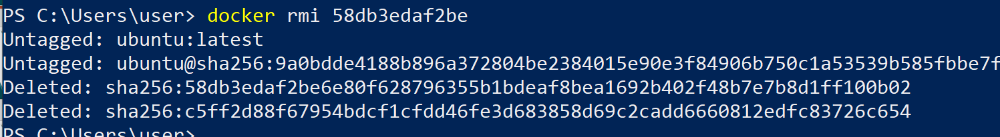 PS C:\Users\user> docker rmi 58db3edaf2be
Untagged: ubuntu:latest
Untagged: ubuntu@sha256:9a0bdde4188b896a372804be2384015e90e3f84906b750c1a53539b585fbbe7f
Deleted: sha256:58db3edaf2be6e80f628796355b1bdeaf8bea1692b402f48b7e7b8d1ff100b02
Deleted: sha256:c5ff2d88f67954bdcf1cfdd46fe3d683858d69c2cadd6660812edfc83726c654
PS C:\Users\user>